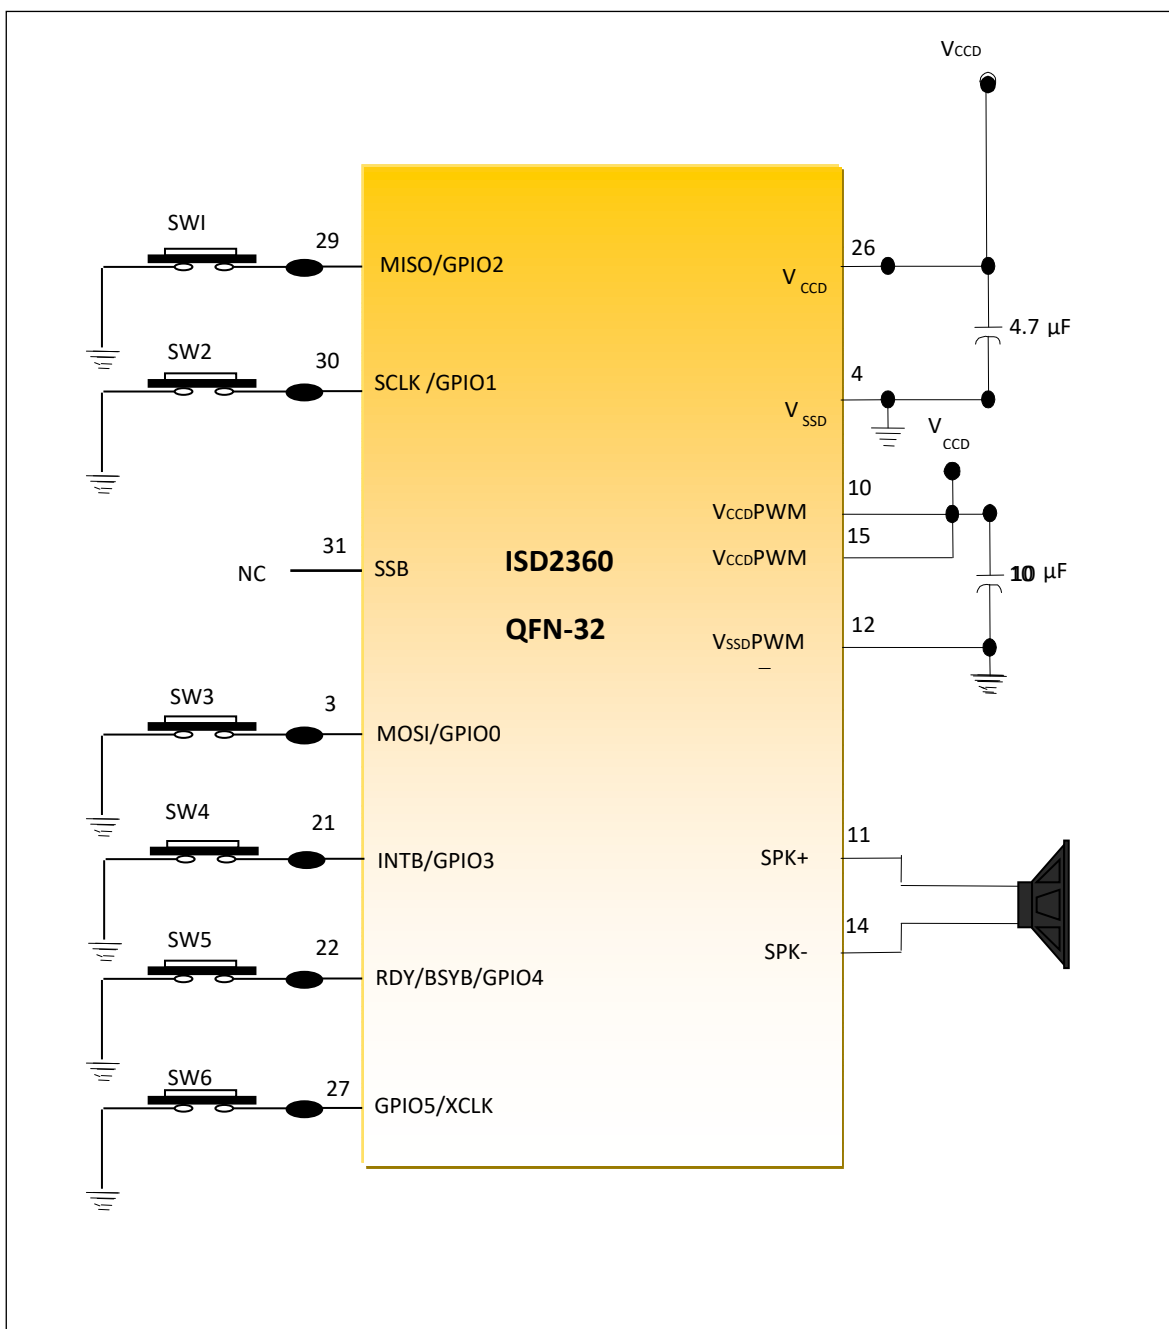 VCCD
SWI
29
MISO/GPIO2
26
VCCD
4.7 µF
SW2
30
SCLK /GPIO1
4
VSSD
VCCD
10
VCCDPWM
15
VCCDPWM
10 µF
31
NC
SSB
ISD2360
QFN-32
12
VSSDPWM
SW3
3
MOSI/GPIO0
SW4
21
INTB/GPIO3
11
SPK+
SW5
22
RDY/BSYB/GPIO4
14
SPK-
SW6
27
GPIO5/XCLK